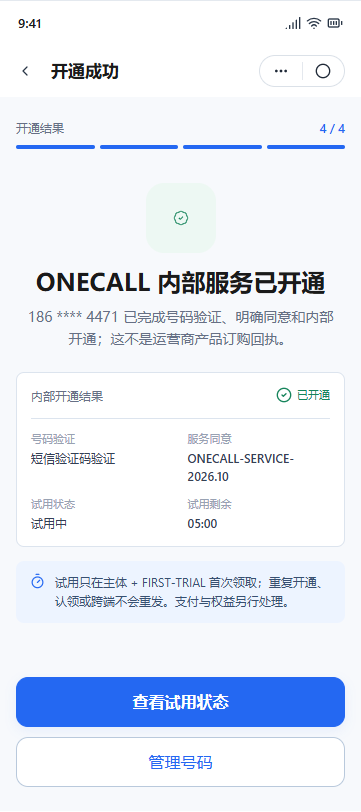 9:41
开通成功
开通结果
4 / 4
ONECALL 内部服务已开通
186 **** 4471 已完成号码验证、明确同意和内部
开通；这不是运营商产品订购回执。
内部开通结果
已开通
号码验证
服务同意
短信验证码验证
ONECALL-SERVICE-
2026.10
试用状态
试用剩余
试用中
05:00
试用只在主体 + FIRST-TRIAL 首次领取；重复开通、
认领或跨端不会重发。支付与权益另行处理。
查看试用状态
管理号码